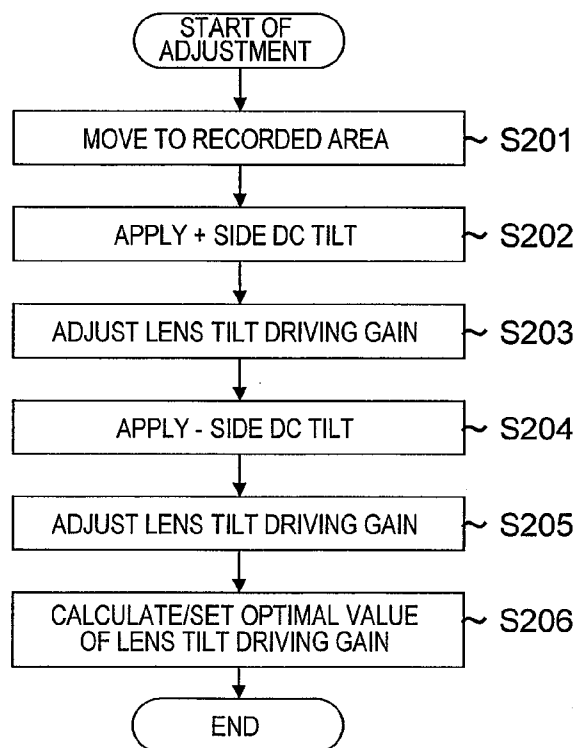 START OF
ADJUSTMENT
MOVE TO RECORDED AREA ~ S201
APPLY + SIDE DC TILT ~ S202
ADJUST LENS TILT DRIVING GAIN ~ S203
APPLY - SIDE DC TILT ~ S204
ADJUST LENS TILT DRIVING GAIN ~ S205
CALCULATE/SET OPTIMAL VALUE
OF LENS TILT DRIVING GAIN ~ S206
END